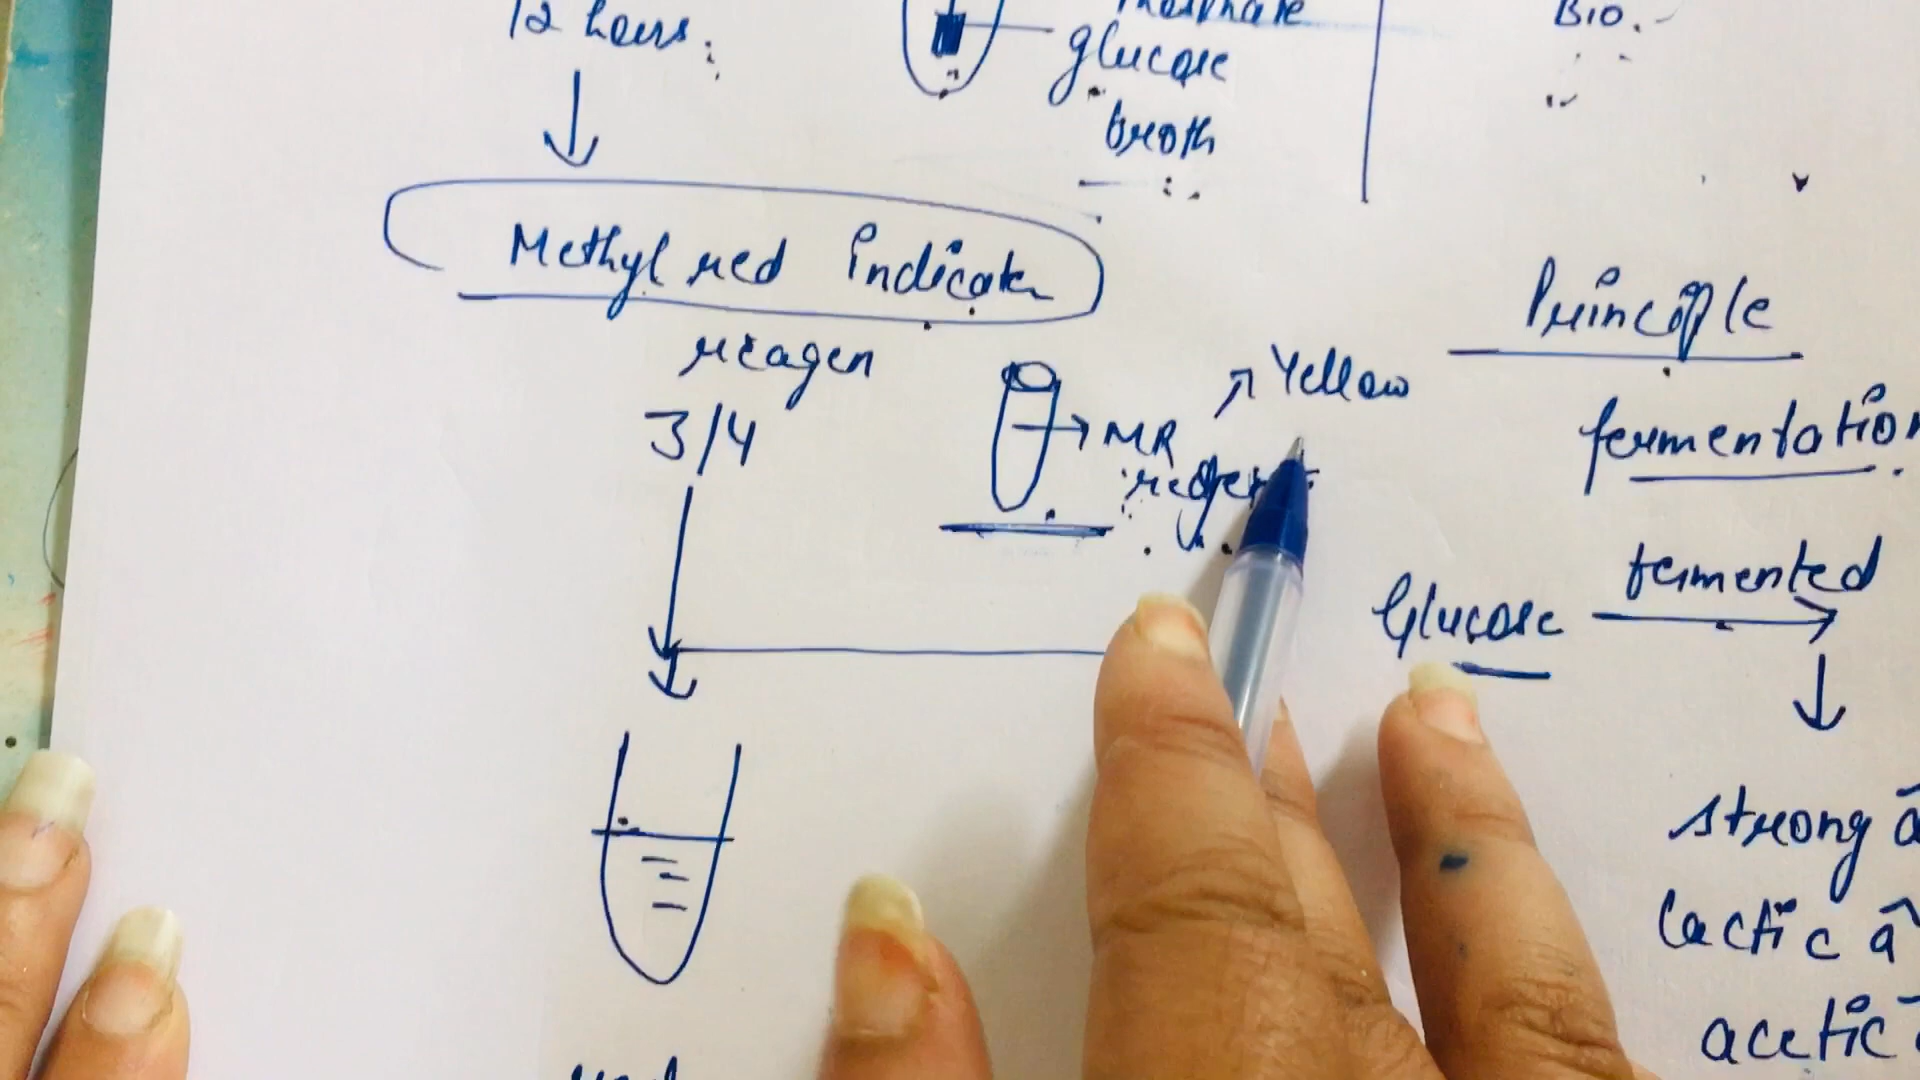 12 hours
glucose
broth
Bio.
Methyl red indicator
reagen
3/4
MR
Yellow
Principle
fermentation
fermented
Glucose
strong
lactic
acetic